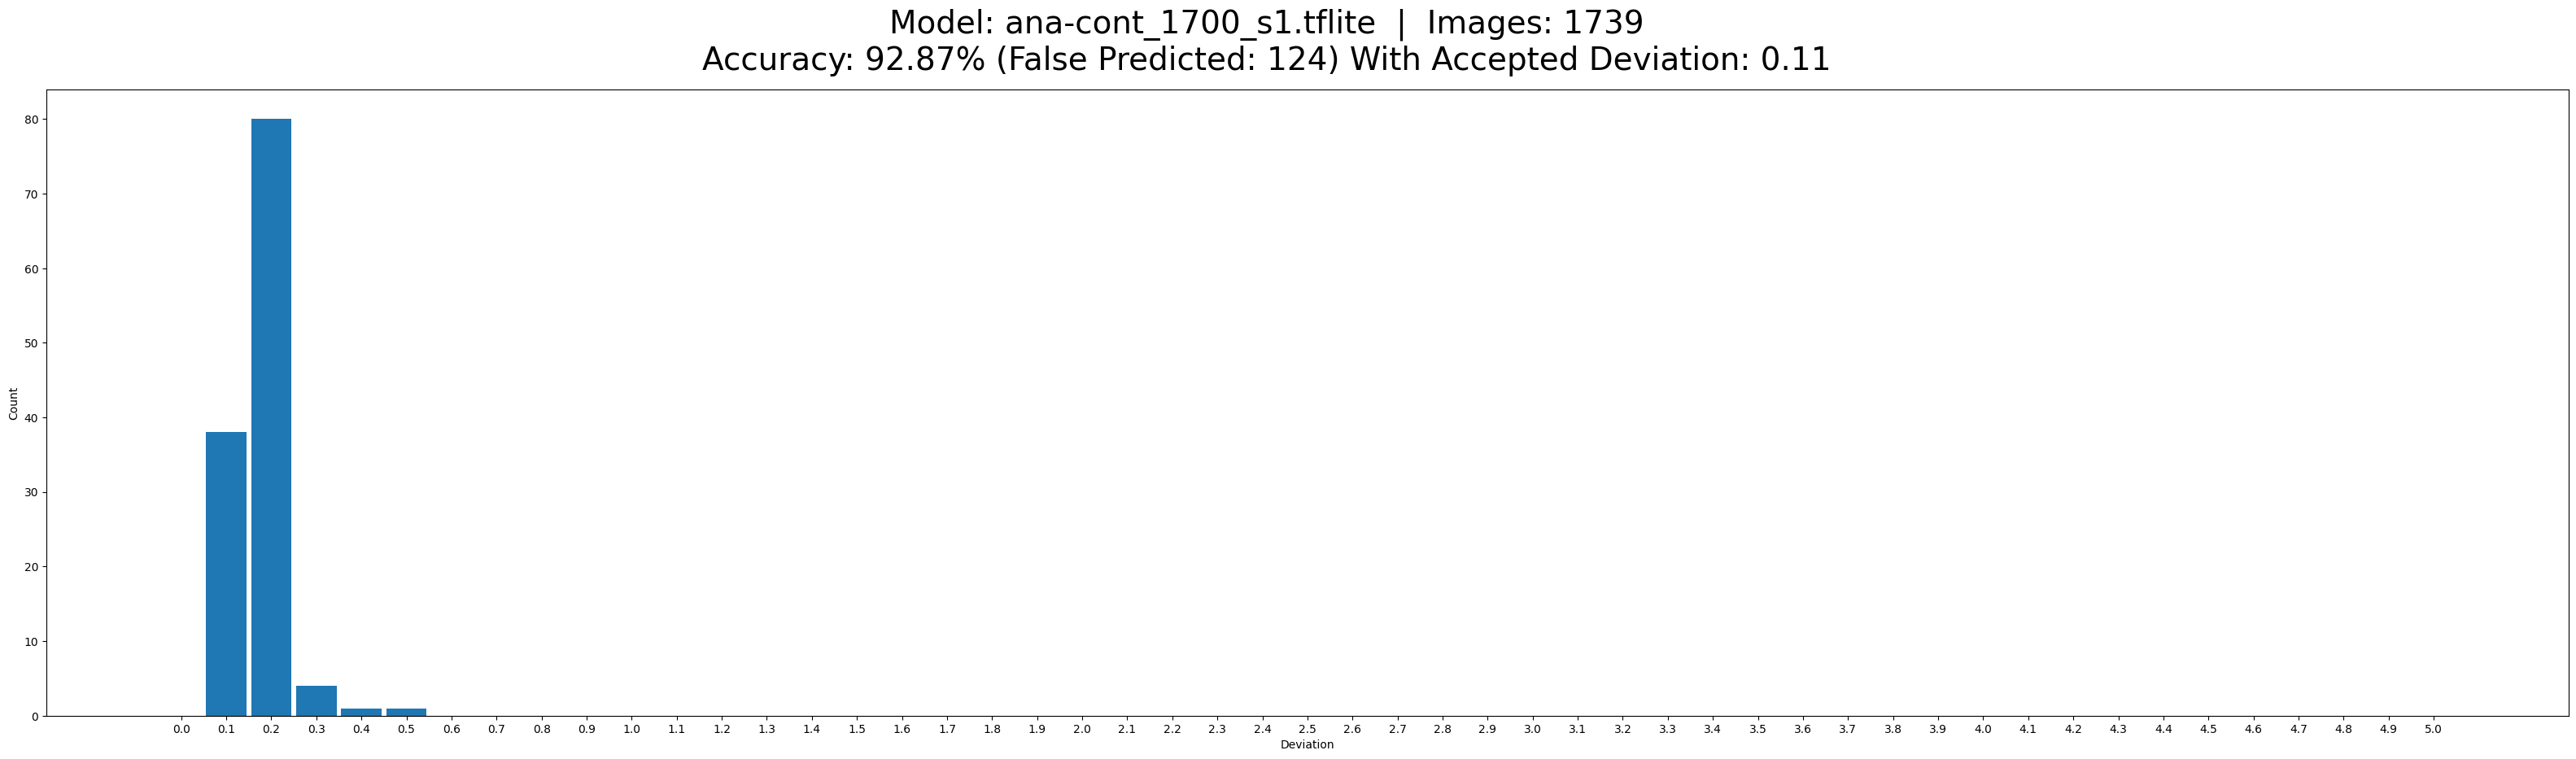 Model: ana-cont_1700_s1.tflite | Images: 1739
Accuracy: 92.87% (False Predicted: 124) With Accepted Deviation: 0.11
80
70
60
50
40
30
20
10
0
Count
0.0 0.1 0.2 0.3 0.4 0.5 0.6 0.7 0.8 0.9 1.0 1.1 1.2 1.3 1.4 1.5 1.6 1.7 1.8 1.9 2.0 2.1 2.2 2.3 2.4 2.5 2.6 2.7 2.8 2.9 3.0 3.1 3.2 3.3 3.4 3.5 3.6 3.7 3.8 3.9 4.0 4.1 4.2 4.3 4.4 4.5 4.6 4.7 4.8 4.9 5.0
Deviation